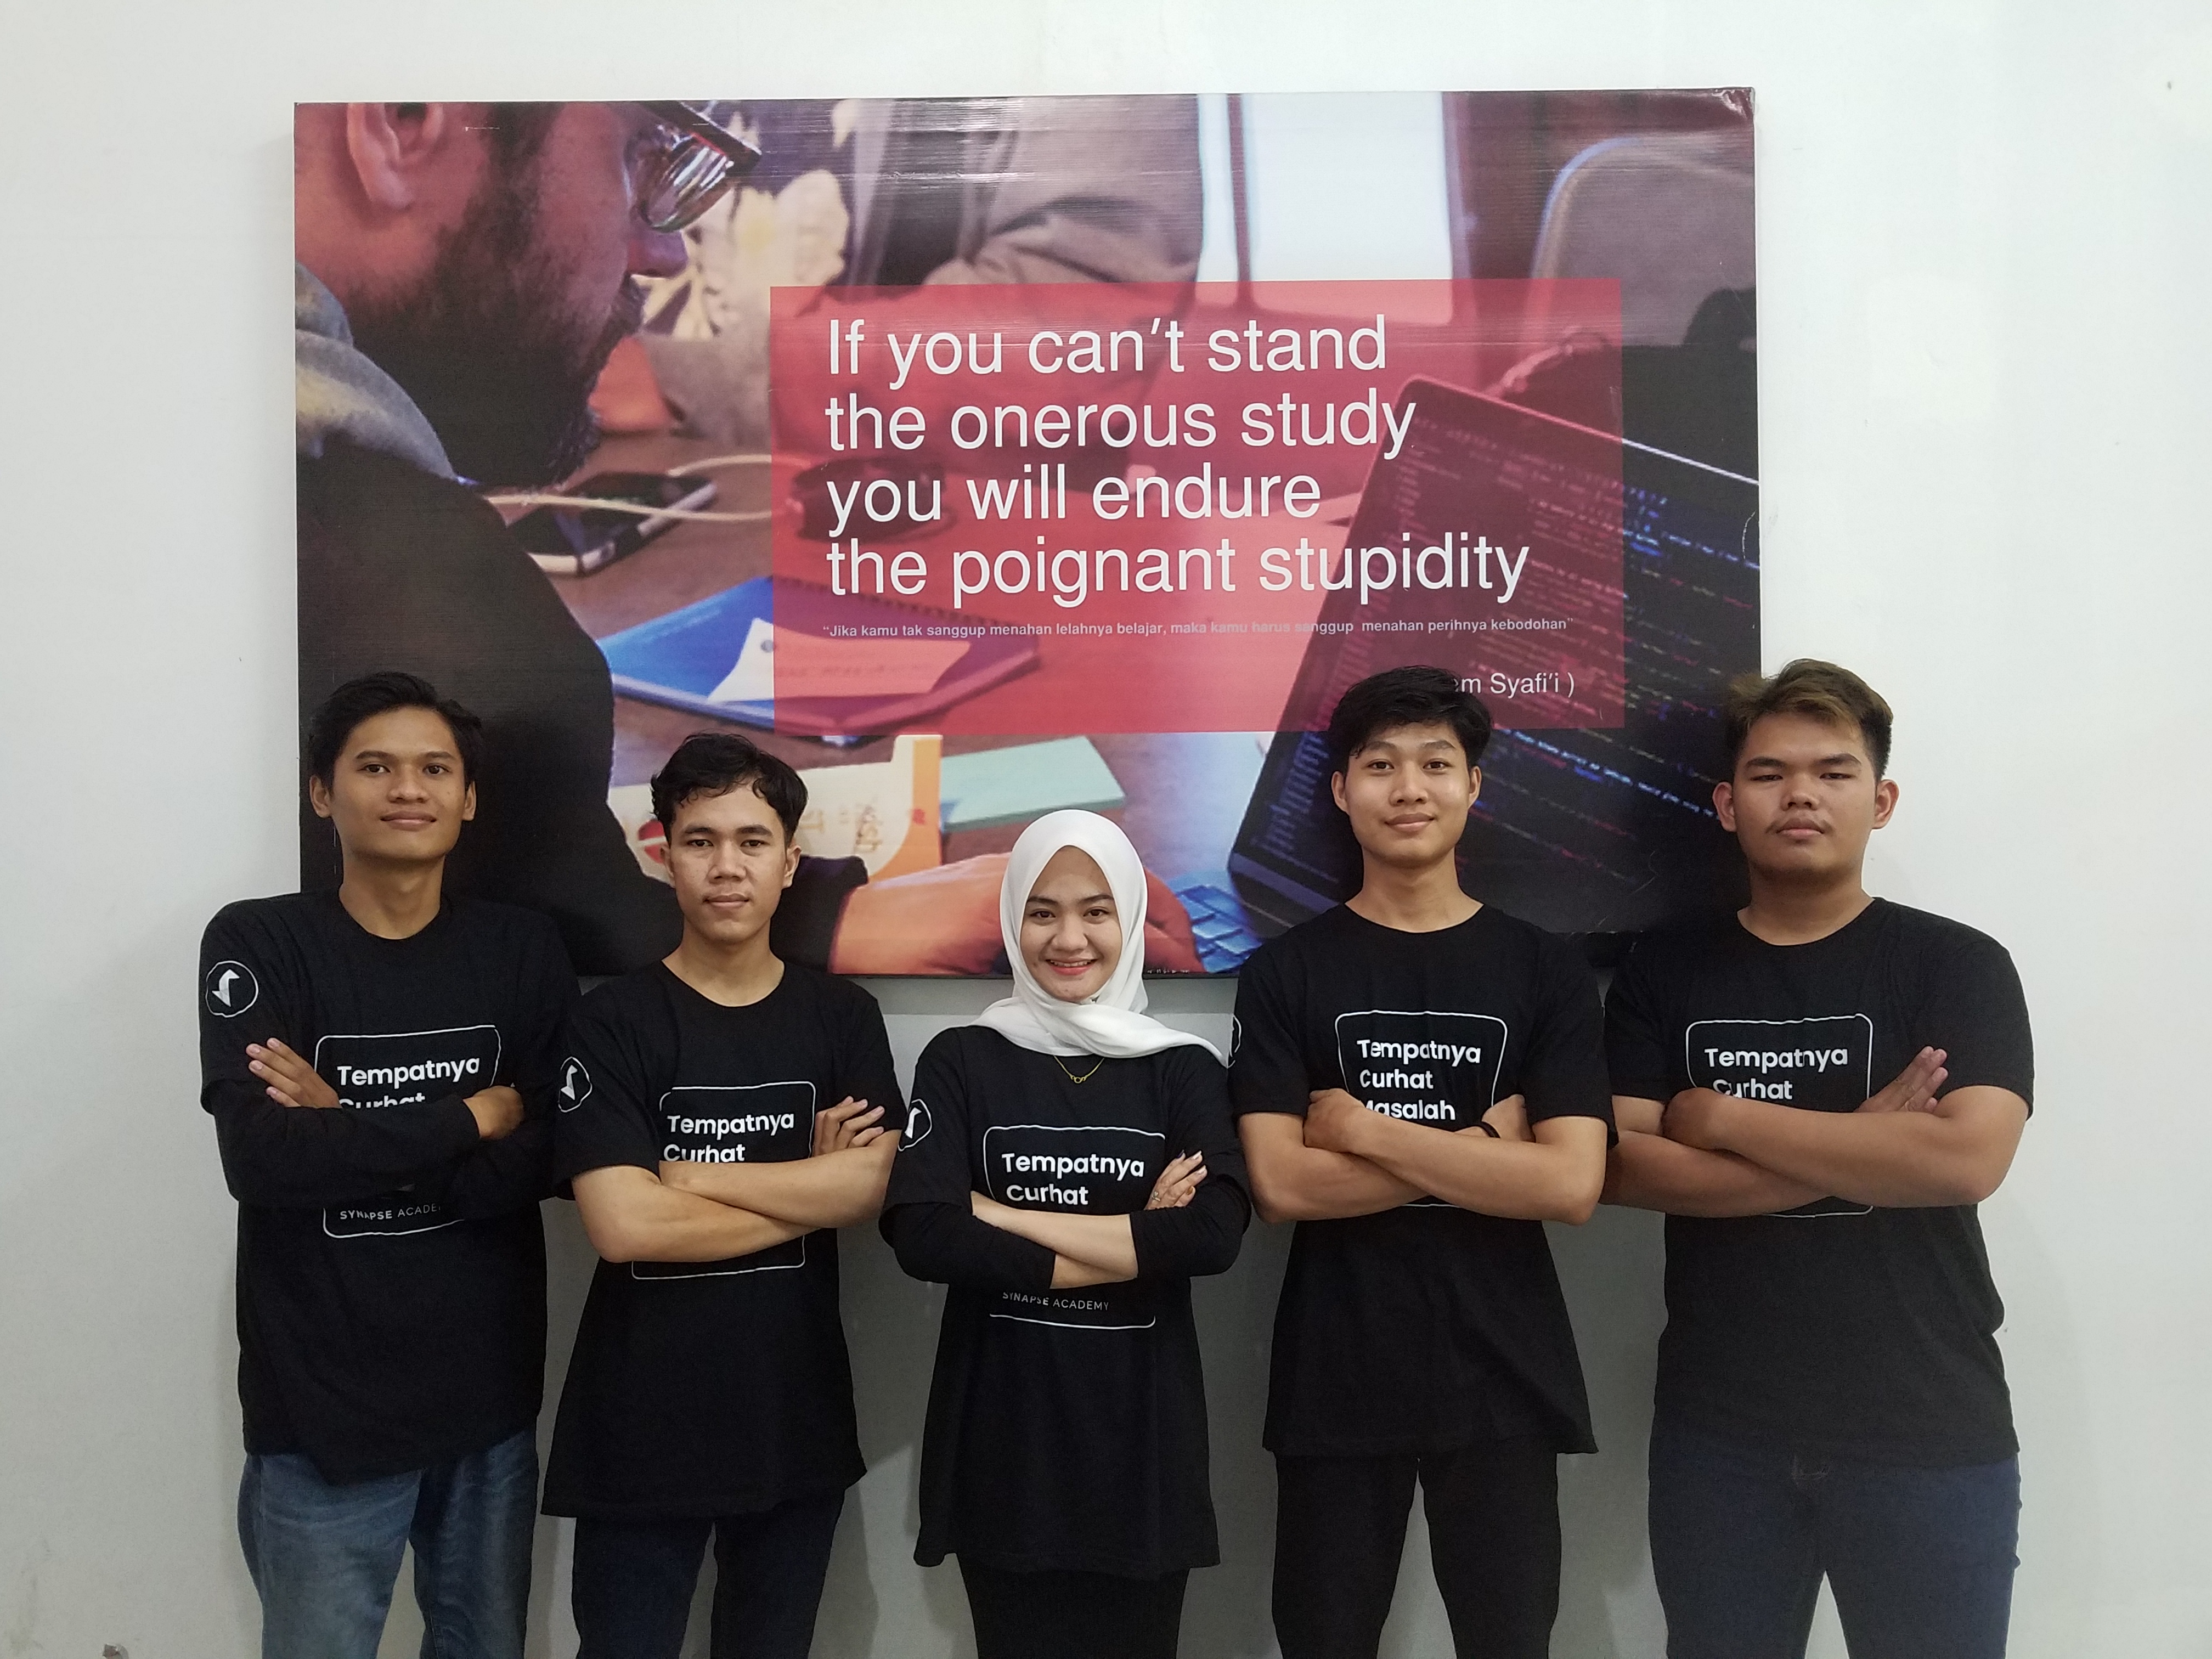 If you can't stand
the onerous study
you will endure
the poignant stupidity
"Jika kamu tak sanggup menahan lelahnya belajar, maka kamu harus sanggup menahan perihnya kebodohan"
Syafi'i )
Tempatnya
Curhat
SYNAPSE
Tempatnya
Curhat
Tempatnya
Curhat
SYNAPSE ACADEMY
Tempatnya
Curhat
Masalah
Tempatnya
Curhat